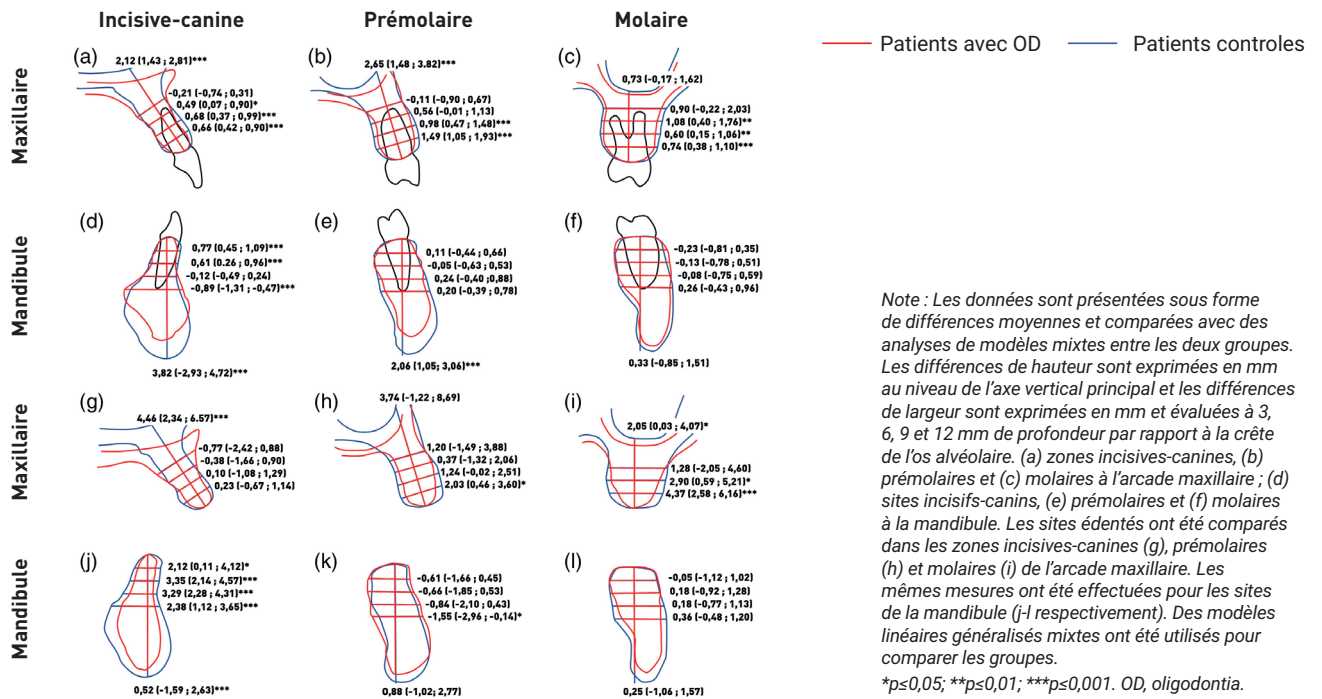 Incisive-canine
Prémolaire
Molaire
Patients avec OD
Patients controles
Maxillaire
(a)
2,12 (1,43 ; 2,81)***
-0,21 (-0,74 ; 0,31)
0,49 (0,07 ; 0,90)*
0,68 (0,37 ; 0,99)***
0,66 (0,42 ; 0,90)***
(b)
2,65 (1,48 ; 3.82)***
-0,11 (-0,90 ; 0,67)
0,56 (-0,01 ; 1,13)
0,98 (0,47 ; 1,48)***
1,49 (1,05 ; 1,93)***
(c)
0,73 (-0,17 ; 1,62)
0,90 (-0,22 ; 2,03)
1,08 (0,40 ; 1,76)**
0,60 (0,15 ; 1,06)**
0,74 (0,38 ; 1,10)***
Mandibule
(d)
0,77 (0,45 ; 1,09)***
0,61 (0.26 ; 0,96)***
-0,12 (-0,49 ; 0,24)
-0,89 (-1,31 ; -0,47)***
3,82 (-2,93 ; 4,72)***
(e)
0,11 (-0,44 ; 0,66)
-0,05 (-0,63 ; 0,53)
0,24 (-0,40 ;0,88)
0,20 (-0,39 ; 0,78)
2,06 (1,05; 3,06)***
(f)
-0,23 (-0,81 ; 0,35)
-0,13 (-0,78 ; 0,51)
-0,08 (-0,75 ; 0,59)
0,26 (-0,43 ; 0,96)
0,33 (-0,85 ; 1,51)
Maxillaire
(g)
4,46 (2,34 ; 6.57)***
-0,77 (-2,42 ; 0,88)
-0,38 (-1,66 ; 0,90)
0,10 (-1,08 ; 1,29)
0,23 (-0,67 ; 1,14)
(h)
3,74 (-1,22 ; 8,69)
1,20 (-1,49 ; 3,88)
0,37 (-1,32 ; 2,06)
1,24 (-0,02 ; 2,51)
2,03 (0,46 ; 3,60)*
(i)
2,05 (0,03 ; 4,07)*
1,28 (-2,05 ; 4,60)
2,90 (0,59 ; 5,21)*
4,37 (2,58 ; 6,16)***
Mandibule
(j)
2,12 (0,11 ; 4,12)*
3,35 (2,14 ; 4,57)***
3,29 (2,28 ; 4,31)***
2,38 (1,12 ; 3,65)***
0,52 (-1,59 ; 2,63)***
(k)
-0,61 (-1,66 ; 0,45)
-0,66 (-1,85 ; 0,53)
-0,84 (-2,10 ; 0,43)
-1,55 (-2,96 ; -0,14)*
0,88 (-1,02; 2,77)
(l)
-0,05 (-1,12 ; 1,02)
0,18 (-0,92 ; 1,28)
0,18 (-0,77 ; 1,13)
0,36 (-0,48 ; 1,20)
0,25 (-1,06 ; 1,57)
Note : Les données sont présentées sous forme
de différences moyennes et comparées avec des
analyses de modèles mixtes entre les deux groupes.
Les différences de hauteur sont exprimées en mm
au niveau de l'axe vertical principal et les différences
de largeur sont exprimées en mm et évaluées à 3,
6, 9 et 12 mm de profondeur par rapport à la crête
de l'os alvéolaire. (a) zones incisives-canines, (b)
prémolaires et (c) molaires à l'arcade maxillaire ; (d)
sites incisifs-canins, (e) prémolaires et (f) molaires
à la mandibule. Les sites édentés ont été comparés
dans les zones incisives-canines (g), prémolaires
(h) et molaires (i) de l'arcade maxillaire. Les
mêmes mesures ont été effectuées pour les sites
de la mandibule (j-l respectivement). Des modèles
linéaires généralisés mixtes ont été utilisés pour
comparer les groupes.
*p≤0,05; **p≤0,01; ***p≤0,001. OD, oligodontia.